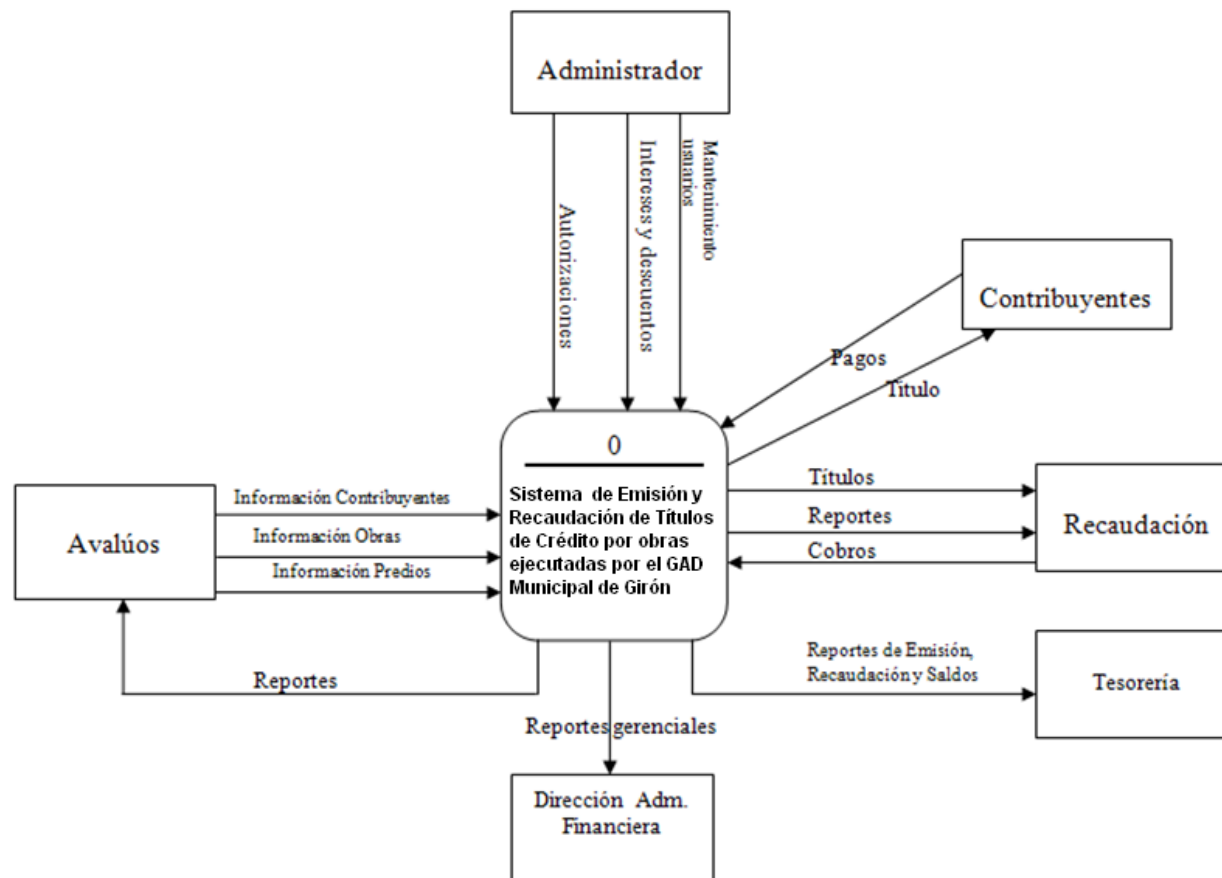 Administrador
Autorizaciones
Intereses y descuentos
Mantenimiento
usuarios
Contribuyentes
Pagos
Titulo
0
Sistema de Emisión y
Recaudación de Títulos
de Crédito por obras
ejecutadas por el GAD
Municipal de Girón
Avalúos
Información Contribuyentes
Información Obras
Información Predios
Títulos
Reportes
Cobros
Recaudación
Reportes
Reportes de Emisión,
Recaudación y Saldos
Tesorería
Reportes gerenciales
Dirección Adm.
Financiera